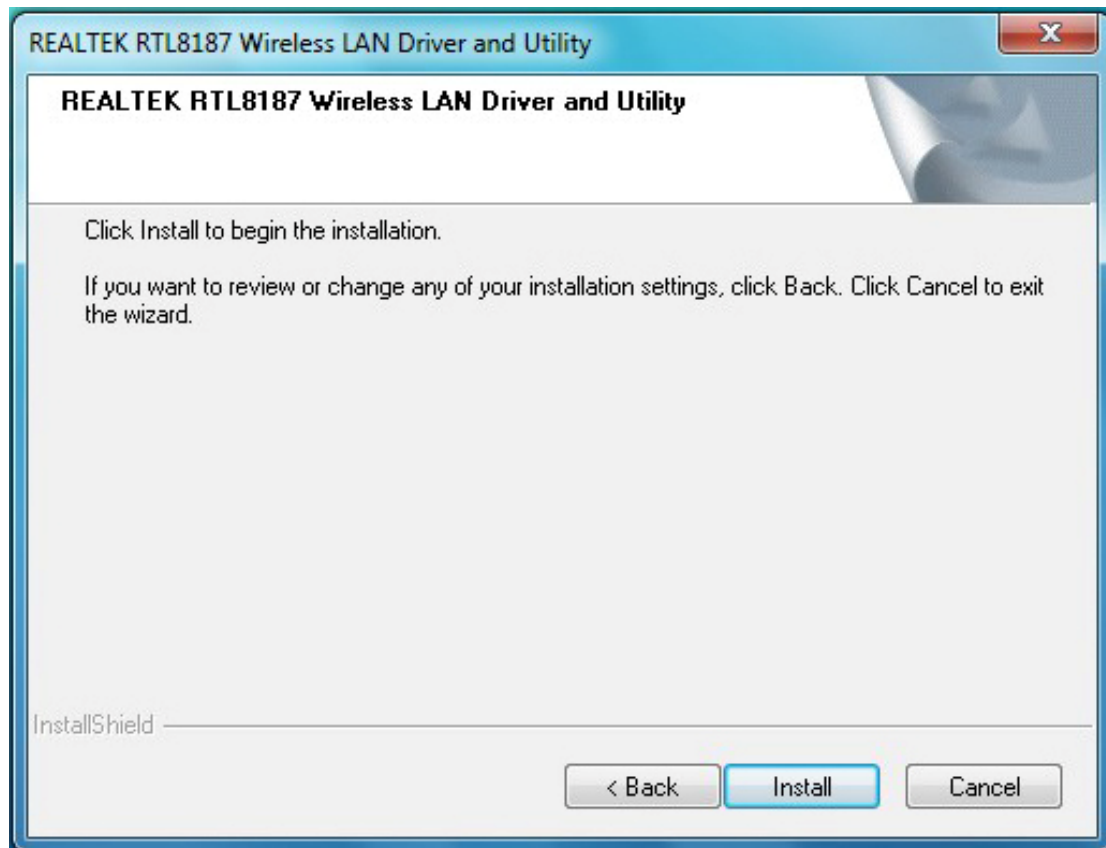 REALTEK RTL8187 Wireless LAN Driver and Utility
REALTEK RTL8187 Wireless LAN Driver and Utility
Click Install to begin the installation.
If you want to review or change any of your installation settings, click Back. Click Cancel to exit
the wizard.
InstallShield
< Back Install Cancel